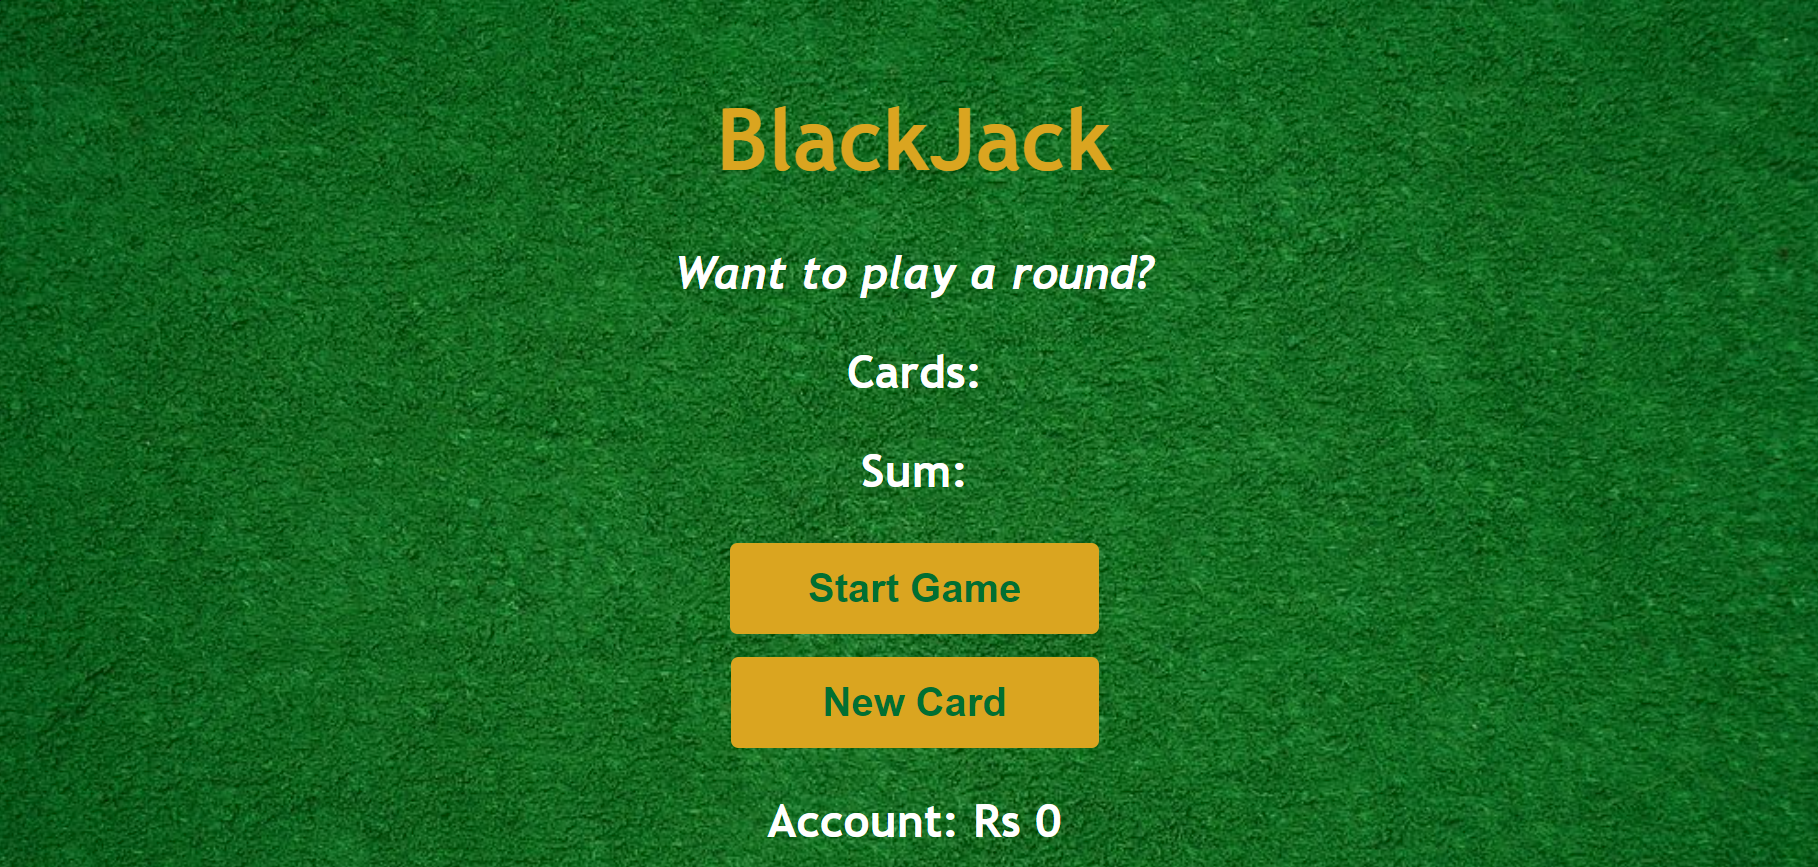 BlackJack
Want to play a round?
Cards:
Sum:
Start Game
New Card
Account: Rs 0